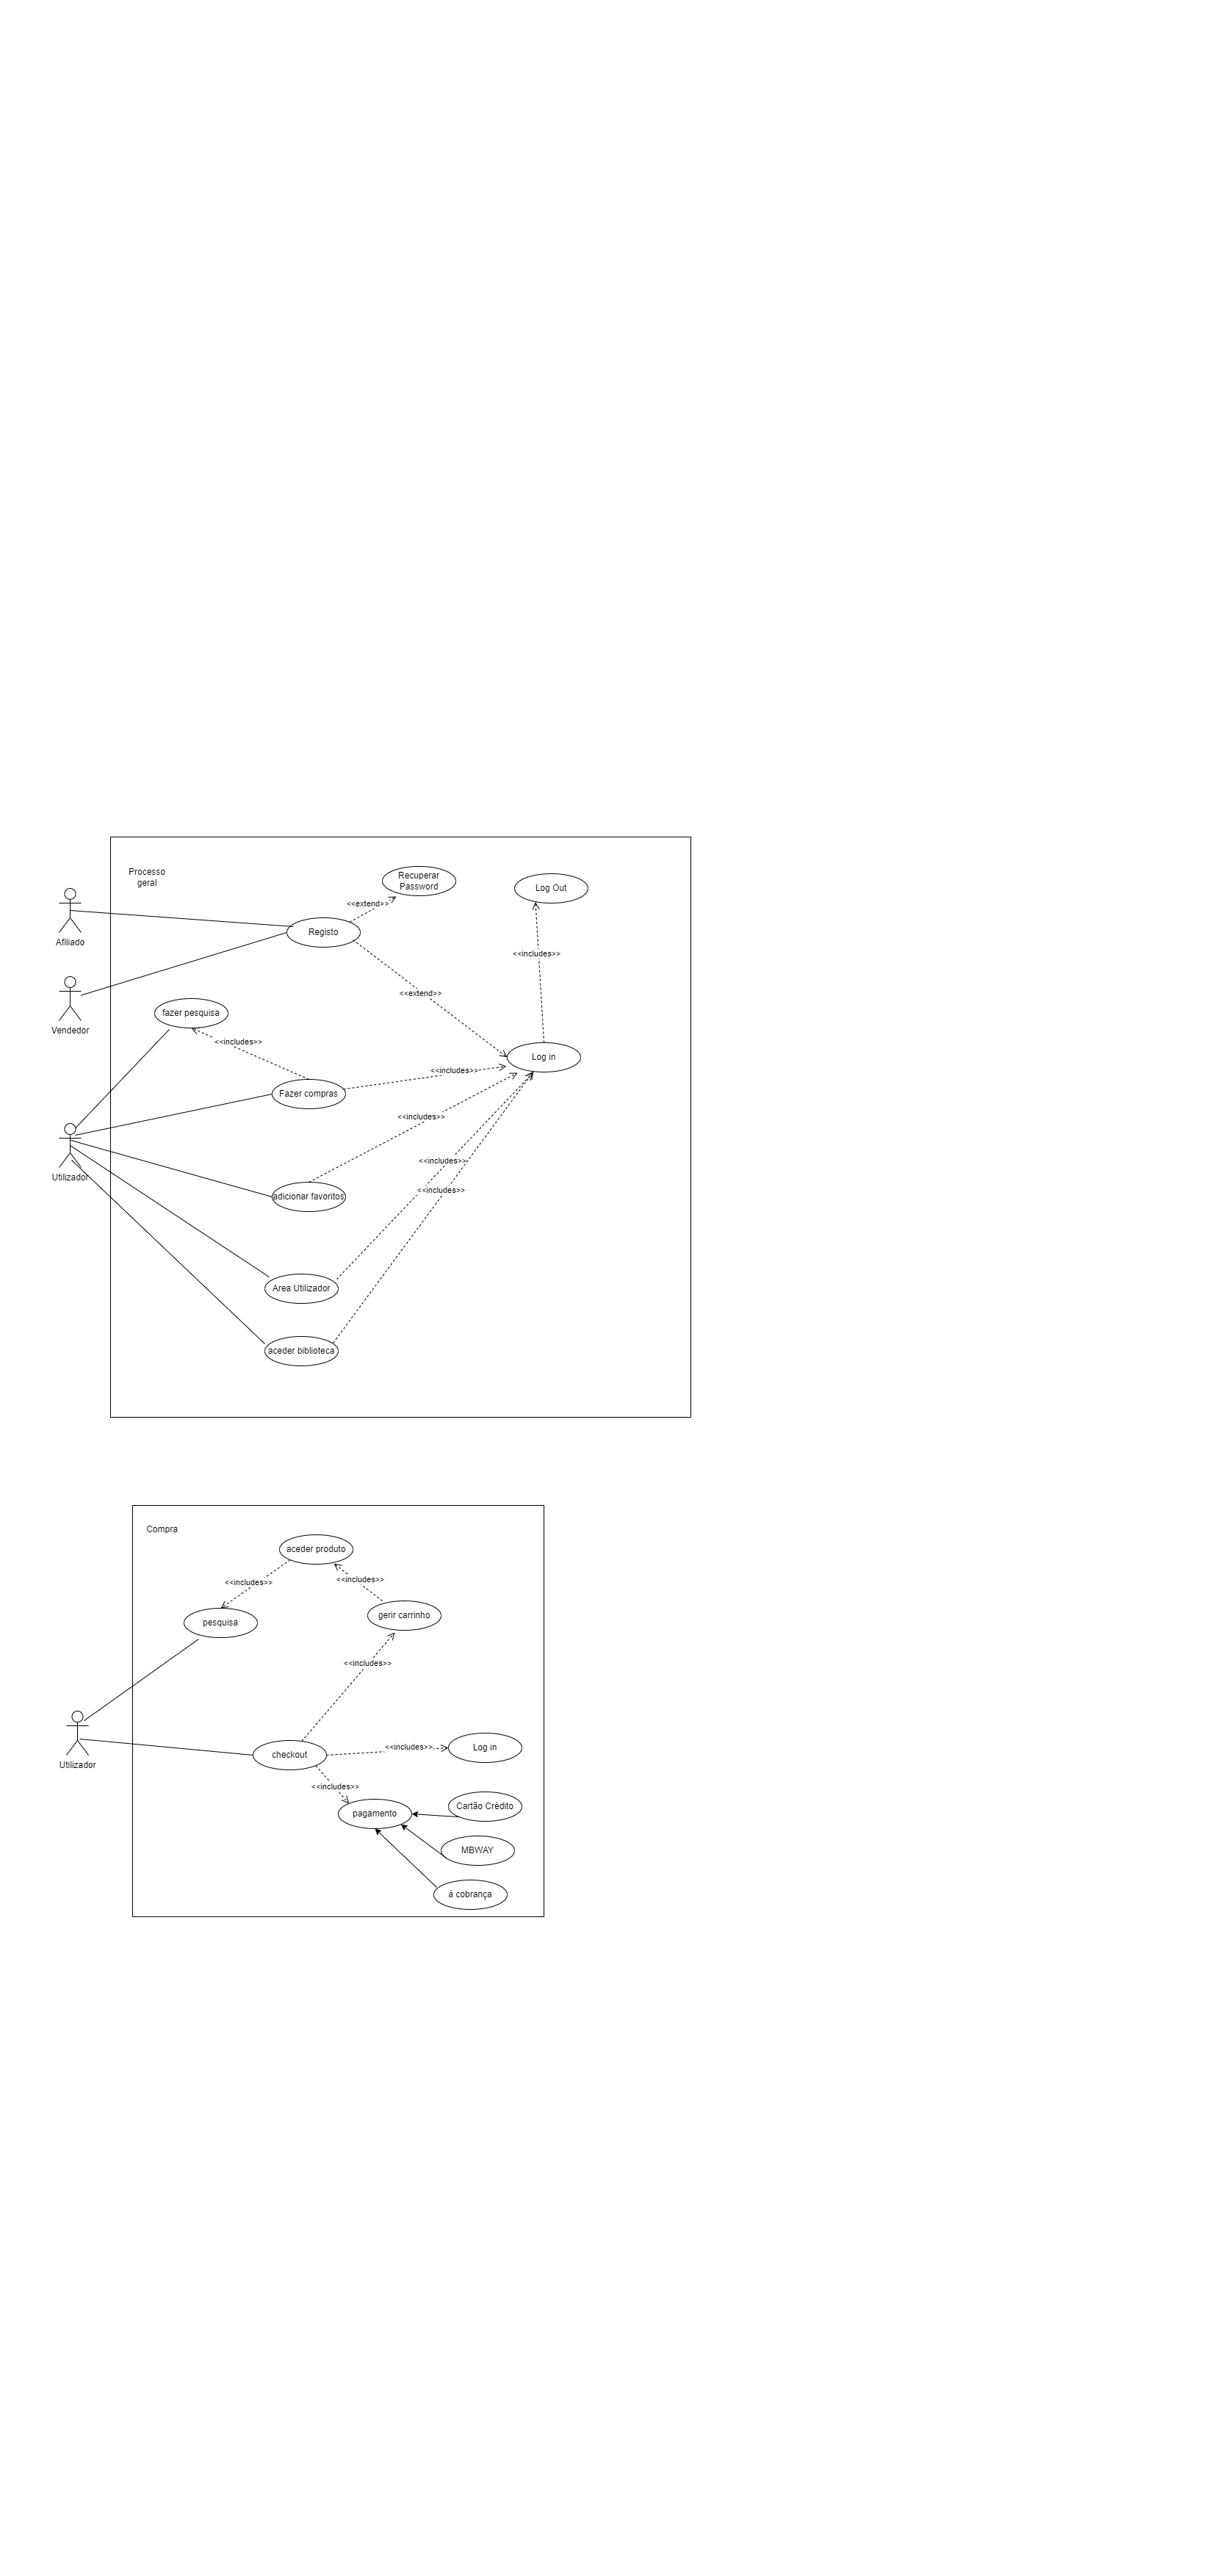 Processo
geral
Recuperar
Password
Log Out
<<extend>>
Afiliado
Registo
<<includes>>
<<extend>>
Vendedor
fazer pesquisa
<<includes>>
Log in
<<includes>>
Fazer compras
<<includes>>
<<includes>>
Utilizador
<<includes>>
adicionar favoritos
Area Utilizador
aceder biblioteca
Compra
aceder produto
<<includes>>
<<includes>>
pesquisa
gerir carrinho
<<includes>>
Utilizador
checkout
<<includes>>
Log in
<<includes>>
pagamento
Cartão Crédito
MBWAY
á cobrança